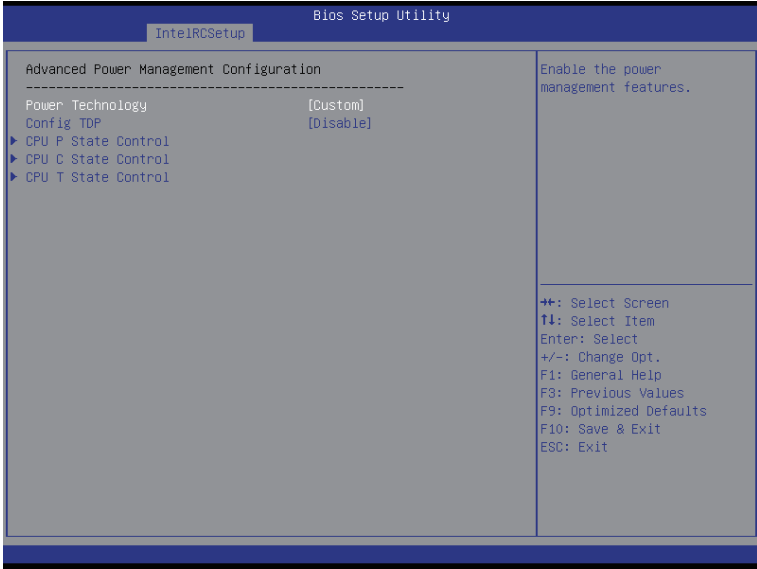 Bios Setup Utility
IntelRCSetup
Advanced Power Management Configuration
--------------------------------------------------
Power Technology [Custom]
Config TDP [Disable]
▶ CPU P State Control
▶ CPU C State Control
▶ CPU T State Control
Enable the power
management features.
→←: Select Screen
↑↓: Select Item
Enter: Select
+/-: Change Opt.
F1: General Help
F3: Previous Values
F9: Optimized Defaults
F10: Save & Exit
ESC: Exit